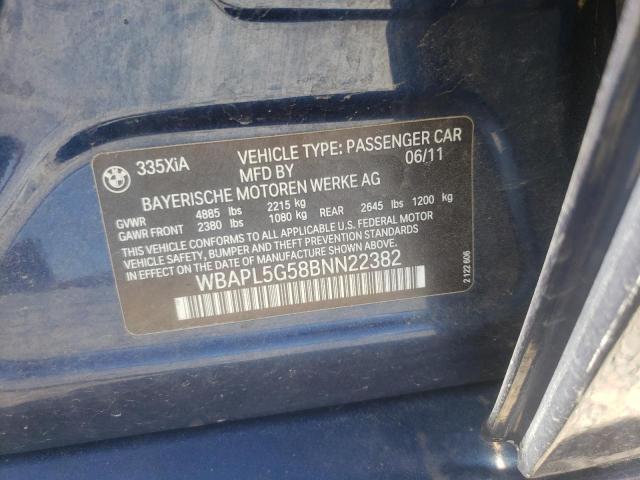 335XiA VEHICLE TYPE: PASSENGER CAR
MFD BY 06/11
BAYERISCHE MOTOREN WERKE AG
GVWR 4885 lbs 2215 kg
GAWR FRONT 2380 lbs 1080 kg REAR 2645 lbs 1200 kg
THIS VEHICLE CONFORMS TO ALL APPLICABLE U.S. FEDERAL MOTOR
VEHICLE SAFETY, BUMPER AND THEFT PREVENTION STANDARDS
IN EFFECT ON THE DATE OF MANUFACTURE SHOWN ABOVE.
WBAPL5G58BNN22382
2 122 606